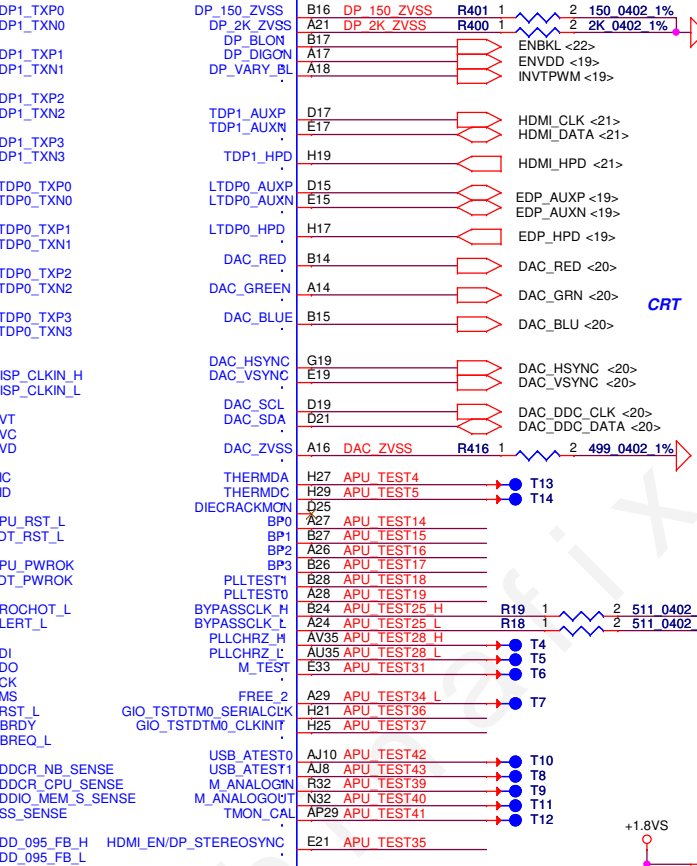 DP1_TXP0 DP_150_ZVSS B16 DP_150_ZVSS R401 1 2 150_0402_1%
DP1_TXN0 DP_2K_ZVSS A21 DP_2K_ZVSS R400 1 2 2K_0402_1%
DP_BLON B17 ENBKL <22>
DP1_TXP1 DP_DIGON A17 ENVDD <19>
DP1_TXN1 DP_VARY_BL A18 INVTPWM <19>
DP1_TXP2
DP1_TXN2 TDP1_AUXP D17 HDMI_CLK <21>
TDP1_AUXN E17 HDMI_DATA <21>
DP1_TXP3
DP1_TXN3 TDP1_HPD H19 HDMI_HPD <21>
TDP0_TXP0 LTDP0_AUXP D15 EDP_AUXP <19>
TDP0_TXN0 LTDP0_AUXN E15 EDP_AUXN <19>
TDP0_TXP1 LTDP0_HPD H17 EDP_HPD <19>
TDP0_TXN1
DAC_RED B14 DAC_RED <20>
TDP0_TXP2
TDP0_TXN2 DAC_GREEN A14 DAC_GRN <20>
CRT
TDP0_TXP3 DAC_BLUE B15 DAC_BLU <20>
TDP0_TXN3
DAC_HSYNC G19 DAC_HSYNC <20>
ISP_CLKIN_H DAC_VSYNC E19 DAC_VSYNC <20>
ISP_CLKIN_L
DAC_SCL D19 DAC_DDC_CLK <20>
VT DAC_SDA D21 DAC_DDC_DATA <20>
VC
VD DAC_ZVSS A16 DAC_ZVSS R416 1 2 499_0402_1%
IC THERMDA H27 APU_TEST4 T13
ID THERMDC H29 APU_TEST5 T14
DIECRACKMON D25
PU_RST_L BP0 A27 APU_TEST14
DT_RST_L BP1 B27 APU_TEST15
BP2 A26 APU_TEST16
PU_PWROK BP3 B26 APU_TEST17
DT_PWROK PLLTEST1 B28 APU_TEST18
PLLTEST0 A28 APU_TEST19
ROCHOT_L BYPASSCLK_H B24 APU_TEST25_H R19 1 2 511_0402
LERT_L BYPASSCLK_L A24 APU_TEST25_L R18 1 2 511_0402
PLLCHRZ_H AV35 APU_TEST28_H T4
DI PLLCHRZ_L AU35 APU_TEST28_L T5
DO M_TEST E33 APU_TEST31 T6
CK
MS FREE_2 A29 APU_TEST34_L T7
RST_L GIO_TSTDTM0_SERIALCLK H21 APU_TEST36
BRDY GIO_TSTDTM0_CLKINIT H25 APU_TEST37
BREQ_L
USB_ATEST0 AJ10 APU_TEST42 T10
DDCR_NB_SENSE USB_ATEST1 AJ8 APU_TEST43 T8
DDCR_CPU_SENSE M_ANALOGIN R32 APU_TEST39 T9
DDIO_MEM_S_SENSE M_ANALOGOUT N32 APU_TEST40 T11
SS_SENSE TMON_CAL AP29 APU_TEST41 T12
+1.8VS
DD_095_FB_H HDMI_EN/DP_STEREOSYNC E21 APU_TEST35
DD_095_FB_L